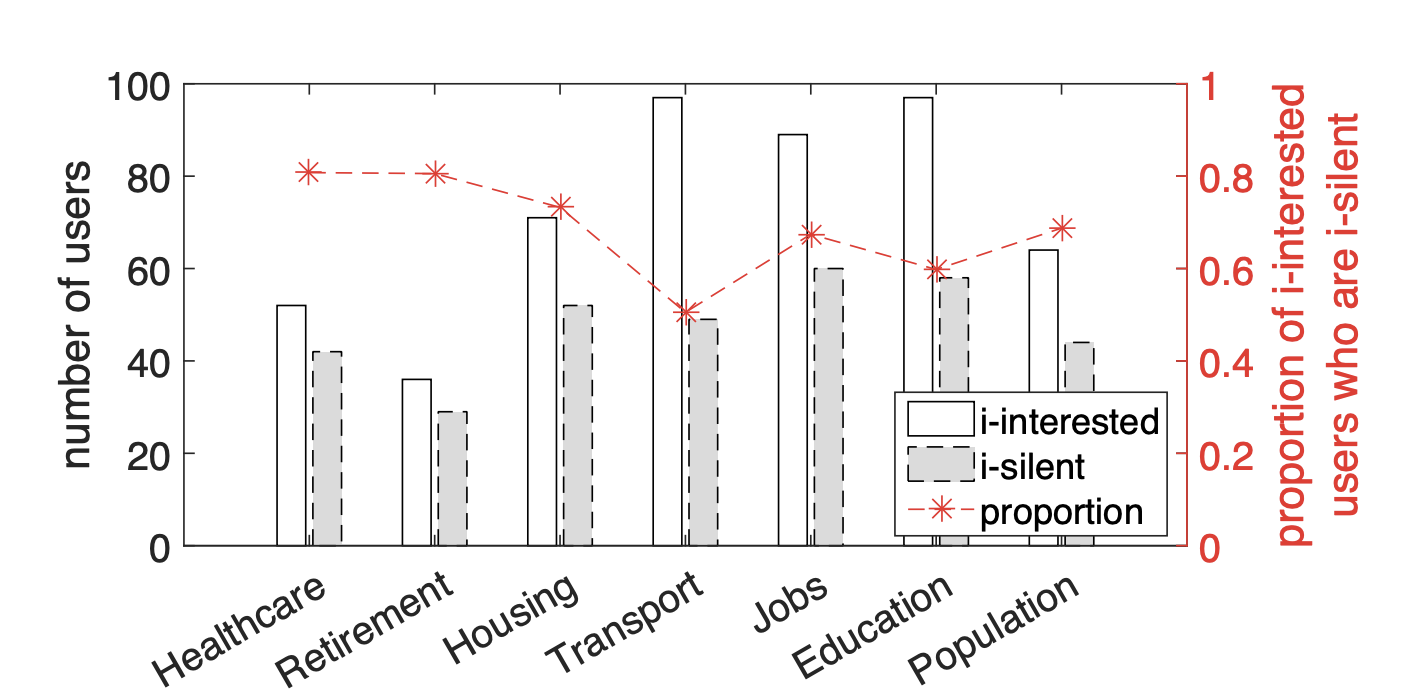 number of users
100
80
60
40
20
0
1
0.8
0.6
0.4
0.2
0
proportion of i-interested
users who are i-silent
i-interested
i-silent
proportion
Healthcare
Retirement
Housing
Transport
Jobs
Education
Population